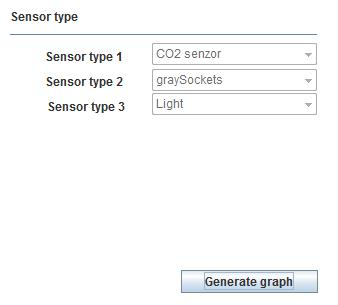 Sensor type
Sensor type 1 CO2 senzor
Sensor type 2 graySockets
Sensor type 3 Light
Generate graph